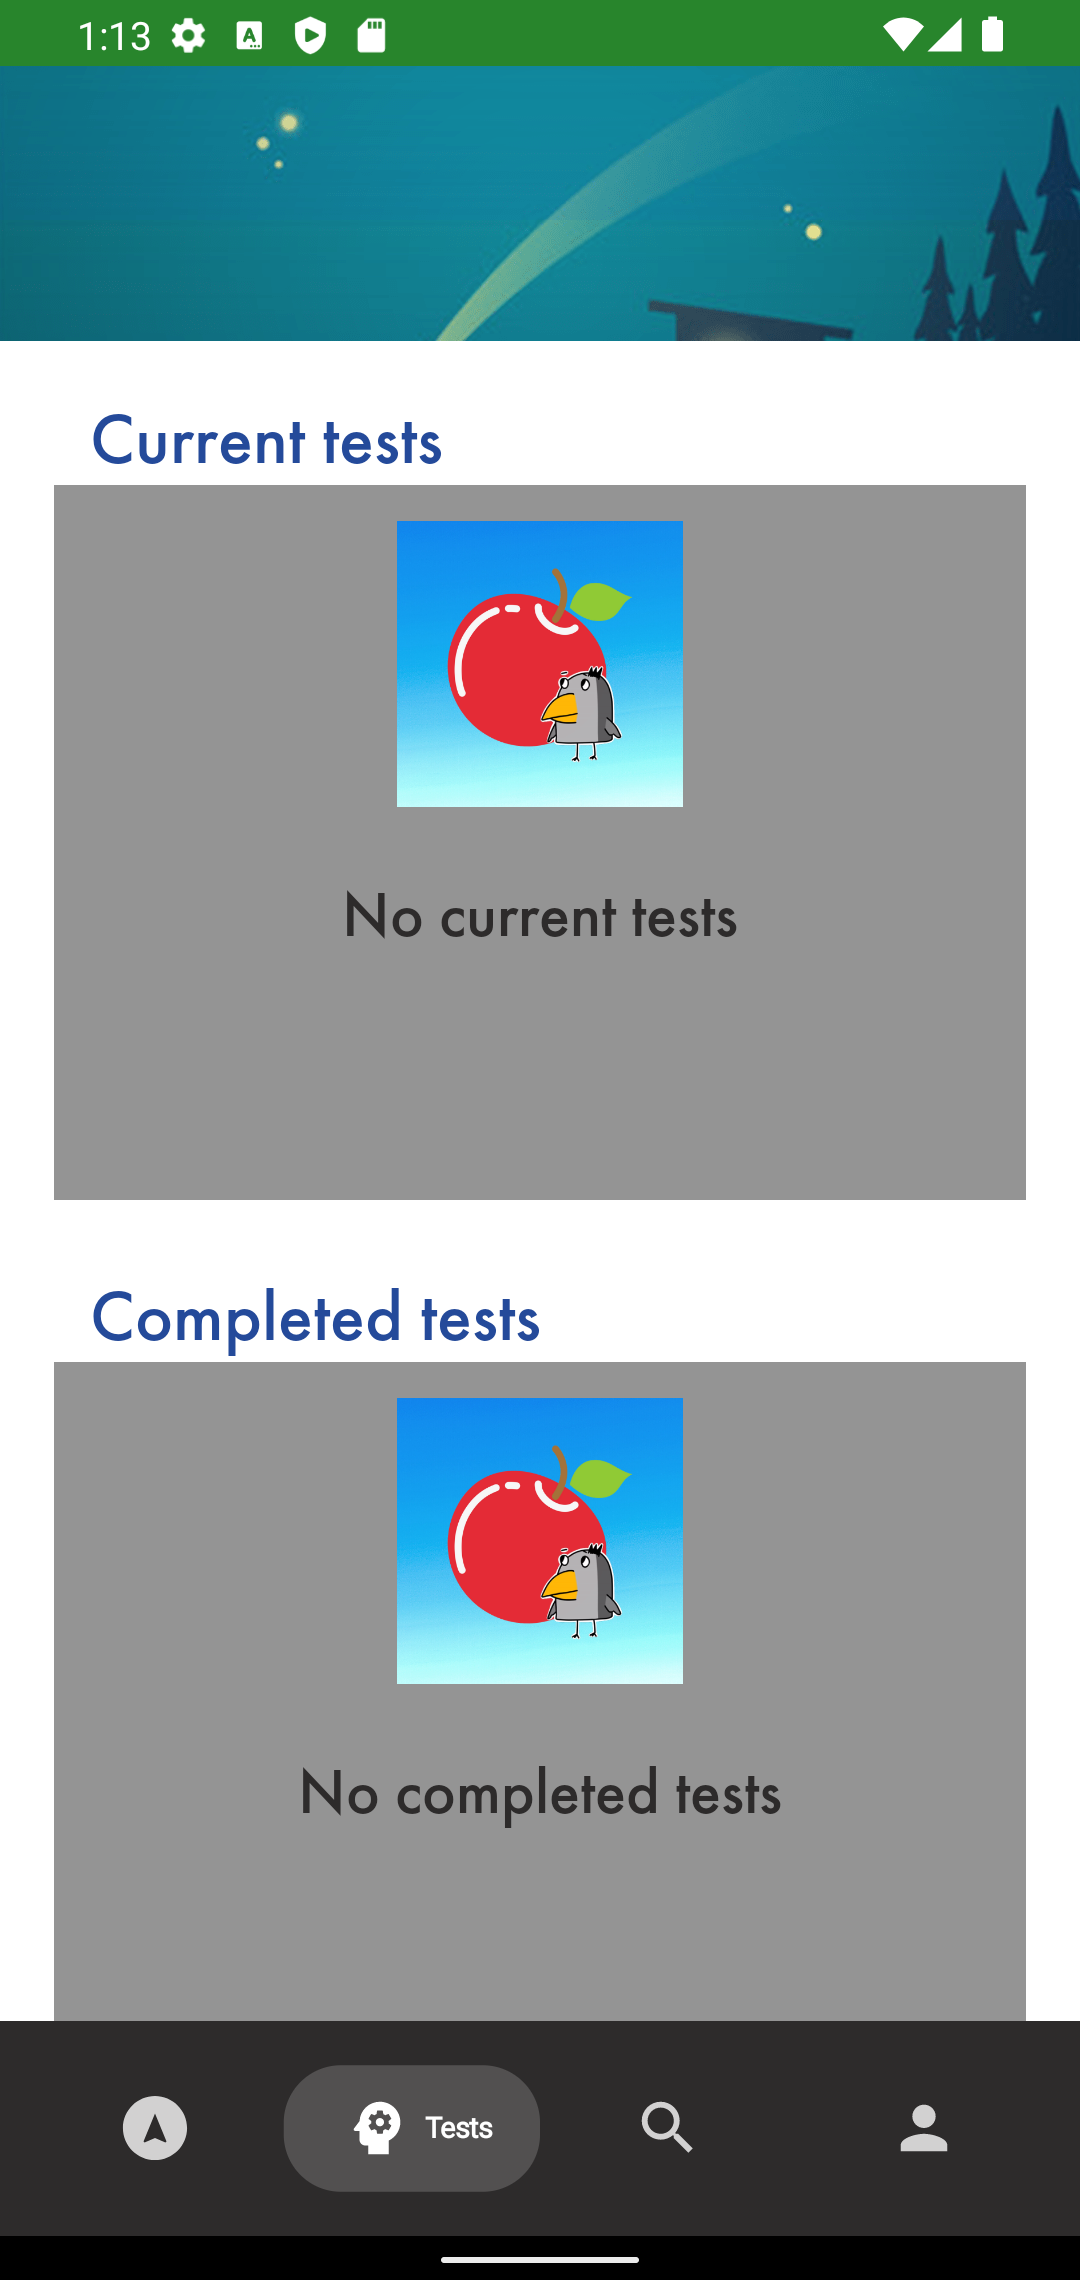 1:13
Current tests
No current tests
Completed tests
No completed tests
Tests